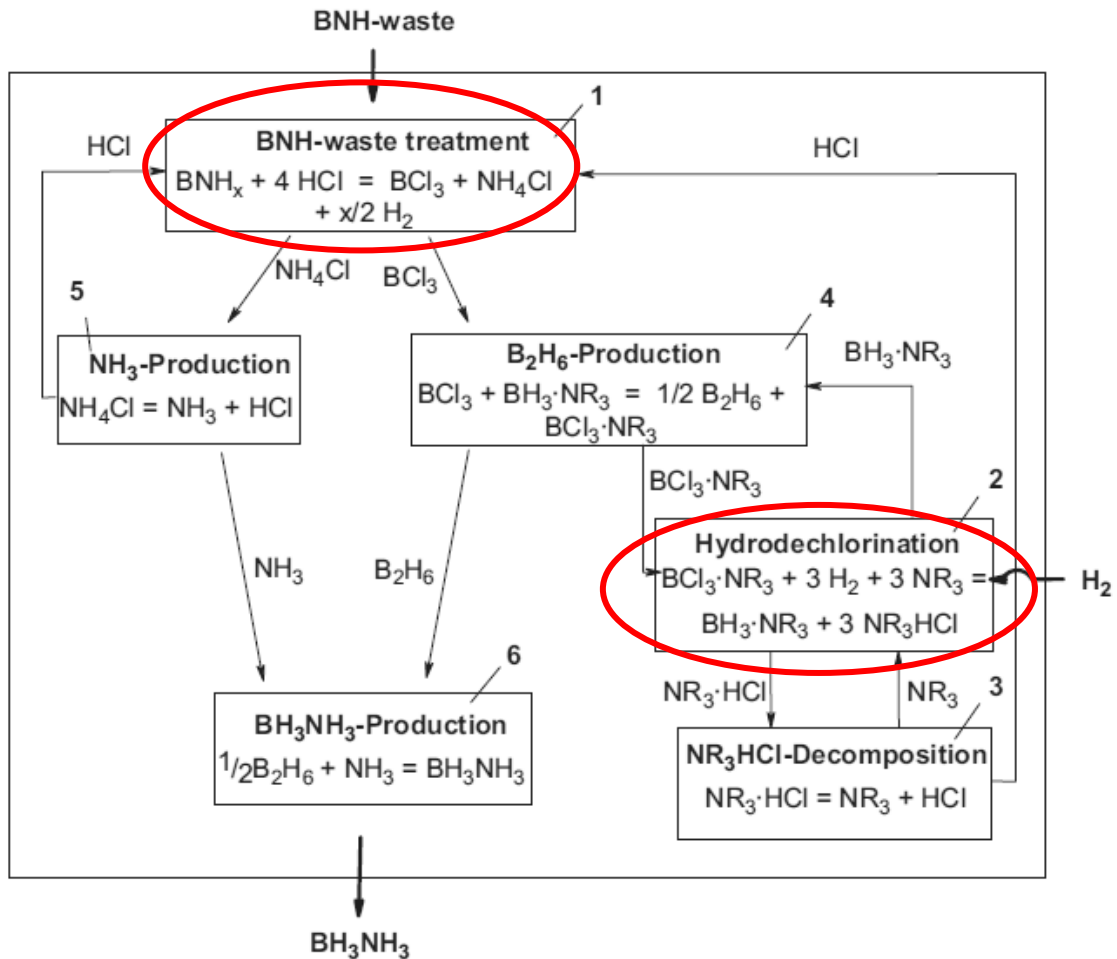 BNH-waste
1
BNH-waste treatment
BNHₓ + 4 HCl = BCl₃ + NH₄Cl
+ x/2 H₂
HCl
HCl
NH₄Cl
BCl₃
5
NH₃-Production
NH₄Cl = NH₃ + HCl
4
B₂H₆-Production
BCl₃ + BH₃·NR₃ = 1/2 B₂H₆ +
BCl₃·NR₃
BH₃·NR₃
BCl₃·NR₃
2
Hydrodechlorination
BCl₃·NR₃ + 3 H₂ + 3 NR₃ =
BH₃·NR₃ + 3 NR₃HCl
H₂
NH₃
B₂H₆
NR₃·HCl
NR₃
3
NR₃HCl-Decomposition
NR₃·HCl = NR₃ + HCl
6
BH₃NH₃-Production
1/2B₂H₆ + NH₃ = BH₃NH₃
BH₃NH₃